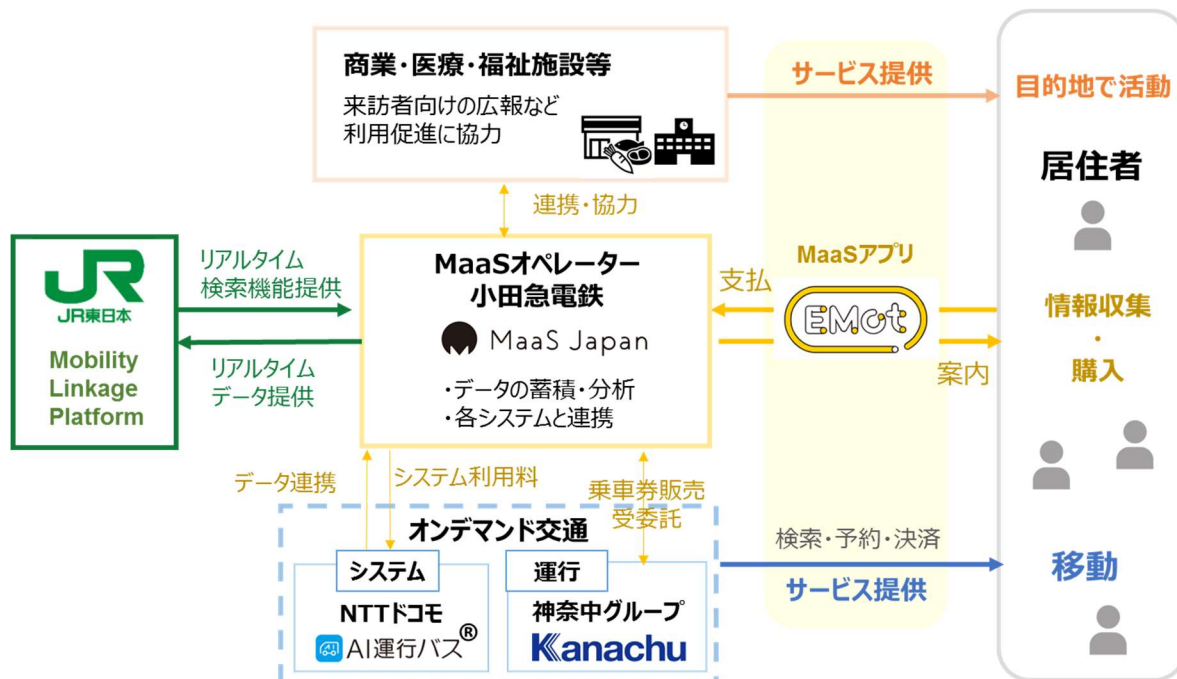 商業・医療・福祉施設等
来訪者向けの広報など
利用促進に協力
サービス提供
目的地で活動
居住者
連携・協力
JR
JR東日本
Mobility
Linkage
Platform
リアルタイム
検索機能提供
リアルタイム
データ提供
MaaSオペレーター
小田急電鉄
MaaS Japan
・データの蓄積・分析
・各システムと連携
支払
MaaSアプリ
EMot
案内
情報収集
・
購入
データ連携
システム利用料
乗車券販売
受委託
オンデマンド交通
システム
NTTドコモ
AI運行バス®
運行
神奈中グループ
Kanachu
検索・予約・決済
サービス提供
移動